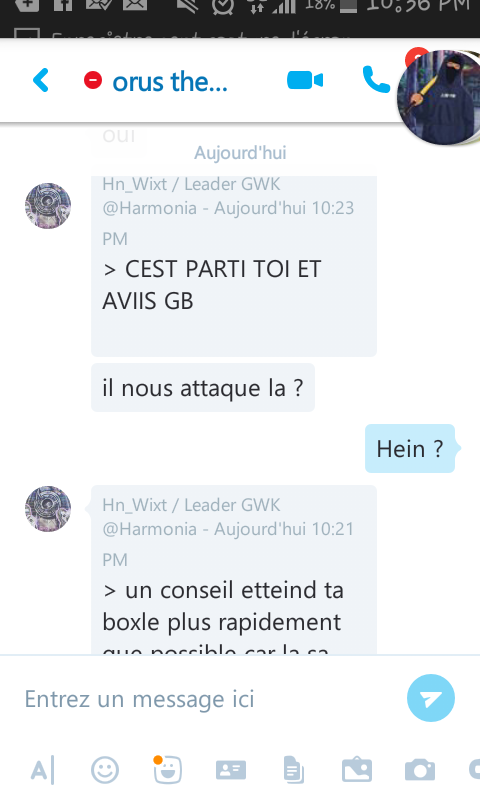 18% 10:36 PM
orus the...
oui
Aujourd'hui
Hn_Wixt / Leader GWK
@Harmonia - Aujourd'hui 10:23
PM
> CEST PARTI TOI ET
AVIIS GB
il nous attaque la ?
Hein ?
Hn_Wixt / Leader GWK
@Harmonia - Aujourd'hui 10:21
PM
> un conseil etteind ta
boxle plus rapidement
que possible car la sa
Entrez un message ici
A